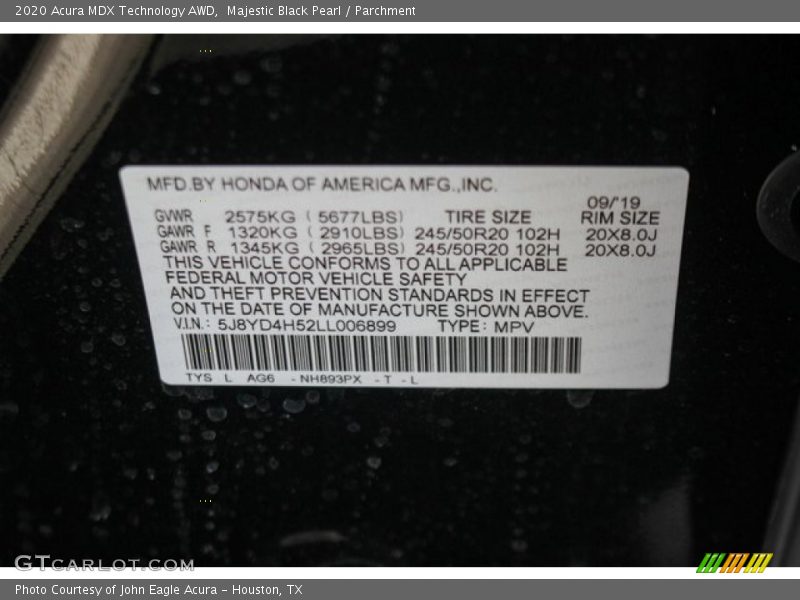 2020 Acura MDX Technology AWD, Majestic Black Pearl / Parchment
MFD.BY HONDA OF AMERICA MFG.,INC.
09/'19
GVWR 2575KG ( 5677LBS) TIRE SIZE RIM SIZE
GAWR F 1320KG ( 2910LBS) 245/50R20 102H 20X8.0J
GAWR R 1345KG ( 2965LBS) 245/50R20 102H 20X8.0J
THIS VEHICLE CONFORMS TO ALL APPLICABLE
FEDERAL MOTOR VEHICLE SAFETY
AND THEFT PREVENTION STANDARDS IN EFFECT
ON THE DATE OF MANUFACTURE SHOWN ABOVE.
V.I.N.: 5J8YD4H52LL006899 TYPE: MPV
TYS L AG6 - NH893PX - T - L
GTCARLOT.COM
Photo Courtesy of John Eagle Acura - Houston, TX